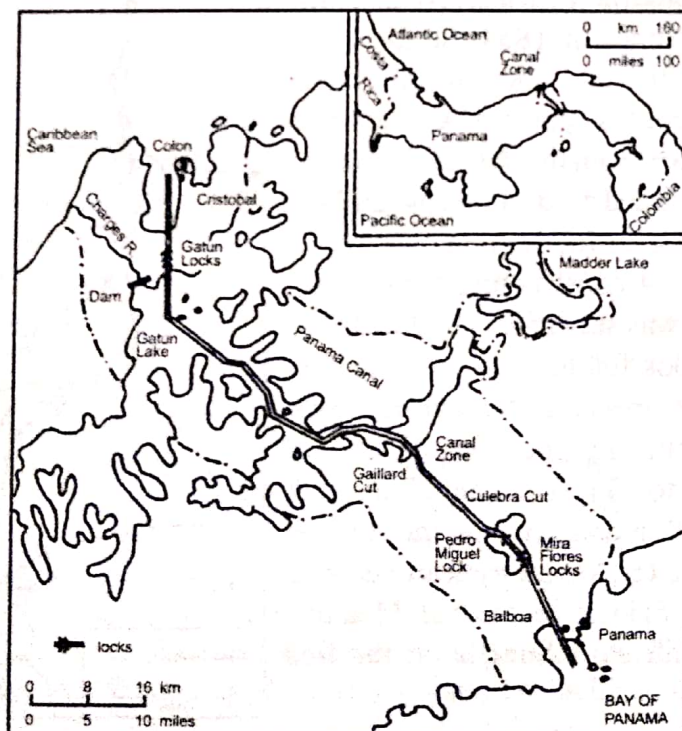 Atlantic Ocean
0 km 160
0 miles 100
Canal
Zone
Costa
Rica
Panama
Colombia
Pacific Ocean
Caribbean
Sea
Colon
Cristobal
Charges R.
Gatun
Locks
Madder Lake
Dam
Gatun
Lake
Panama Canal
Canal
Zone
Gaillard
Cut
Culebra Cut
Pedro
Miguel
Lock
Mira
Flores
Locks
Balboa
Panama
locks
0 8 16 km
0 5 10 miles
BAY OF
PANAMA